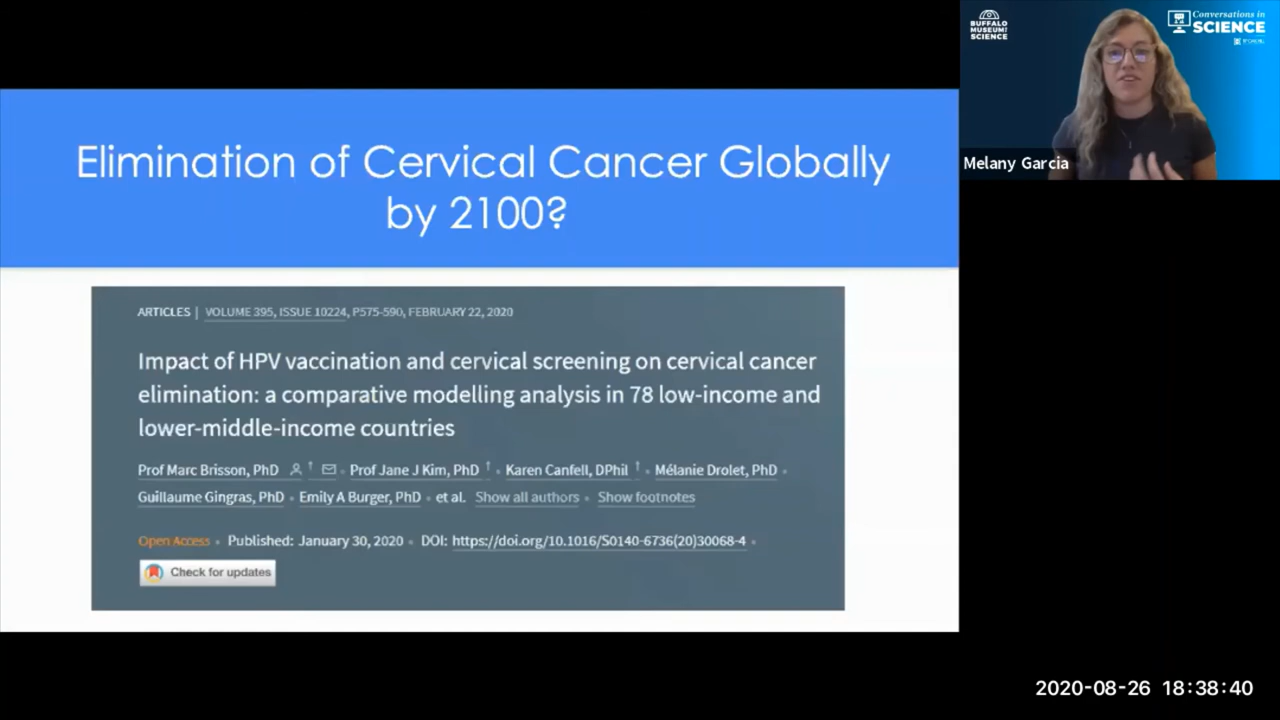 Elimination of Cervical Cancer Globally
by 2100?
ARTICLES | VOLUME 395, ISSUE 10224, P575-590, FEBRUARY 22, 2020
Impact of HPV vaccination and cervical screening on cervical cancer
elimination: a comparative modelling analysis in 78 low-income and
lower-middle-income countries
Prof Marc Brisson, PhD † • Prof Jane J Kim, PhD † • Karen Canfell, DPhil † • Mélanie Drolet, PhD •
Guillaume Gingras, PhD • Emily A Burger, PhD • et al. Show all authors • Show footnotes
Open Access • Published: January 30, 2020 • DOI: https://doi.org/10.1016/S0140-6736(20)30068-4 •
Check for updates
BUFFALO
MUSEUM OF
SCIENCE
Conversations in
SCIENCE
Melany Garcia
2020-08-26 18:38:40